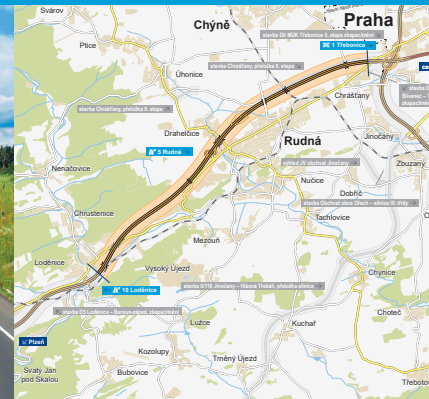 Svárov
Chýně
Praha
stavba D0 MÚK Třebonice II. etapa zkapacitnění
1 Třebonice
Ptice
stavba Chrášťany, přeložka II. etapa
Úhonice
Chrášťany
stavba Chrášťany, přeložka II. etapa
Drahelčice
Jinočany
Rudná
5 Rudná
výhled JV obchvat Jinočany
Zbuzany
Nenačovice
Nučice
Dobříč
stavba Obchvat obce Ořech – silnice III. třídy
Chrustenice
Tachlovice
Mezouň
Loděnice
Vysoký Újezd
Chýnice
10 Loděnice
stavba II/116 Jinočany – Hlásná Třebáň, přeložka silnice
stavba D5 Loděnice – Beroun-západ, zkapacitnění
Choteč
Lužce
Kuchař
Plzeň
Kozolupy
Trněný Újezd
Svatý Jan
pod Skalou
Bubovice
Třebotov